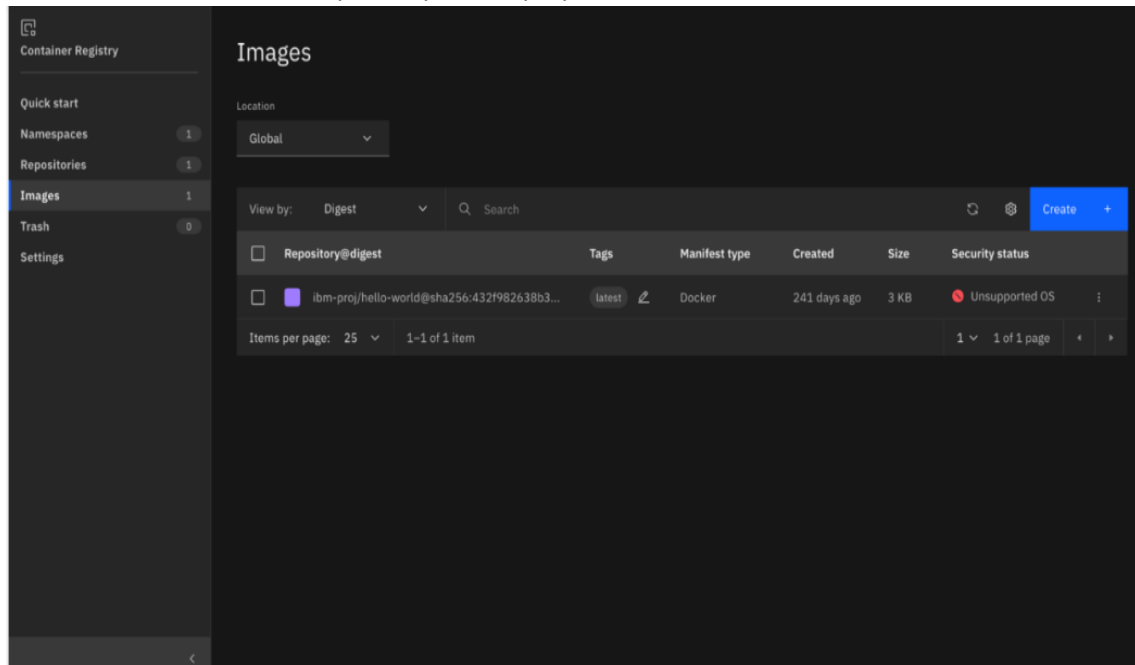 Container Registry
Quick start
Namespaces 1
Repositories 1
Images 1
Trash 0
Settings
Images
Location
Global
View by: Digest Search Create +
Repository@digest Tags Manifest type Created Size Security status
ibm-proj/hello-world@sha256:432f982638b3... latest Docker 241 days ago 3 KB Unsupported OS
Items per page: 25 1–1 of 1 item 1 1 of 1 page